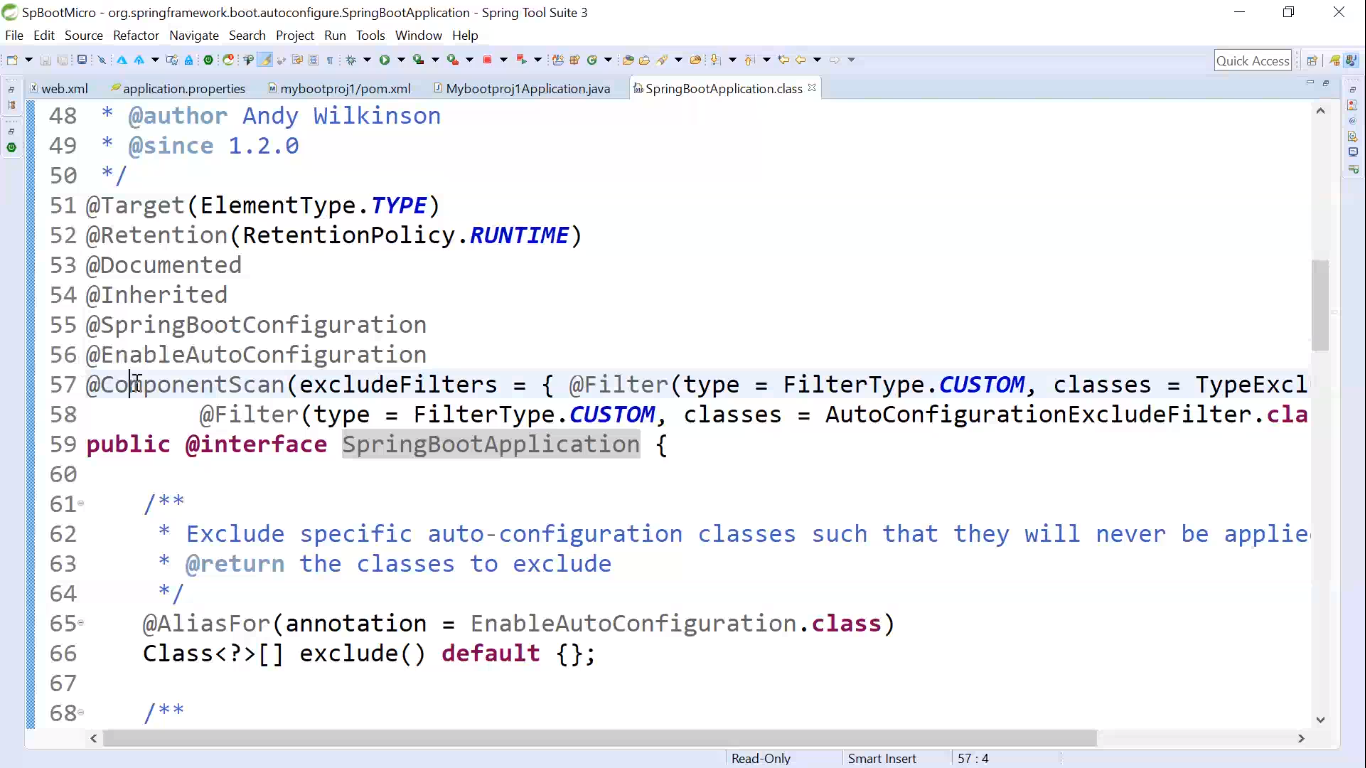 SpBootMicro - org.springframework.boot.autoconfigure.SpringBootApplication - Spring Tool Suite 3
File Edit Source Refactor Navigate Search Project Run Tools Window Help
Quick Access
web.xml application.properties mybootproj1/pom.xml Mybootproj1Application.java SpringBootApplication.class
48 * @author Andy Wilkinson
49 * @since 1.2.0
50 */
51 @Target(ElementType.TYPE)
52 @Retention(RetentionPolicy.RUNTIME)
53 @Documented
54 @Inherited
55 @SpringBootConfiguration
56 @EnableAutoConfiguration
57 @ComponentScan(excludeFilters = { @Filter(type = FilterType.CUSTOM, classes = TypeExcl
58 @Filter(type = FilterType.CUSTOM, classes = AutoConfigurationExcludeFilter.cla
59 public @interface SpringBootApplication {
60
61 /**
62 * Exclude specific auto-configuration classes such that they will never be applie
63 * @return the classes to exclude
64 */
65 @AliasFor(annotation = EnableAutoConfiguration.class)
66 Class<?>[] exclude() default {};
67
68 /**
Read-Only Smart Insert 57 : 4